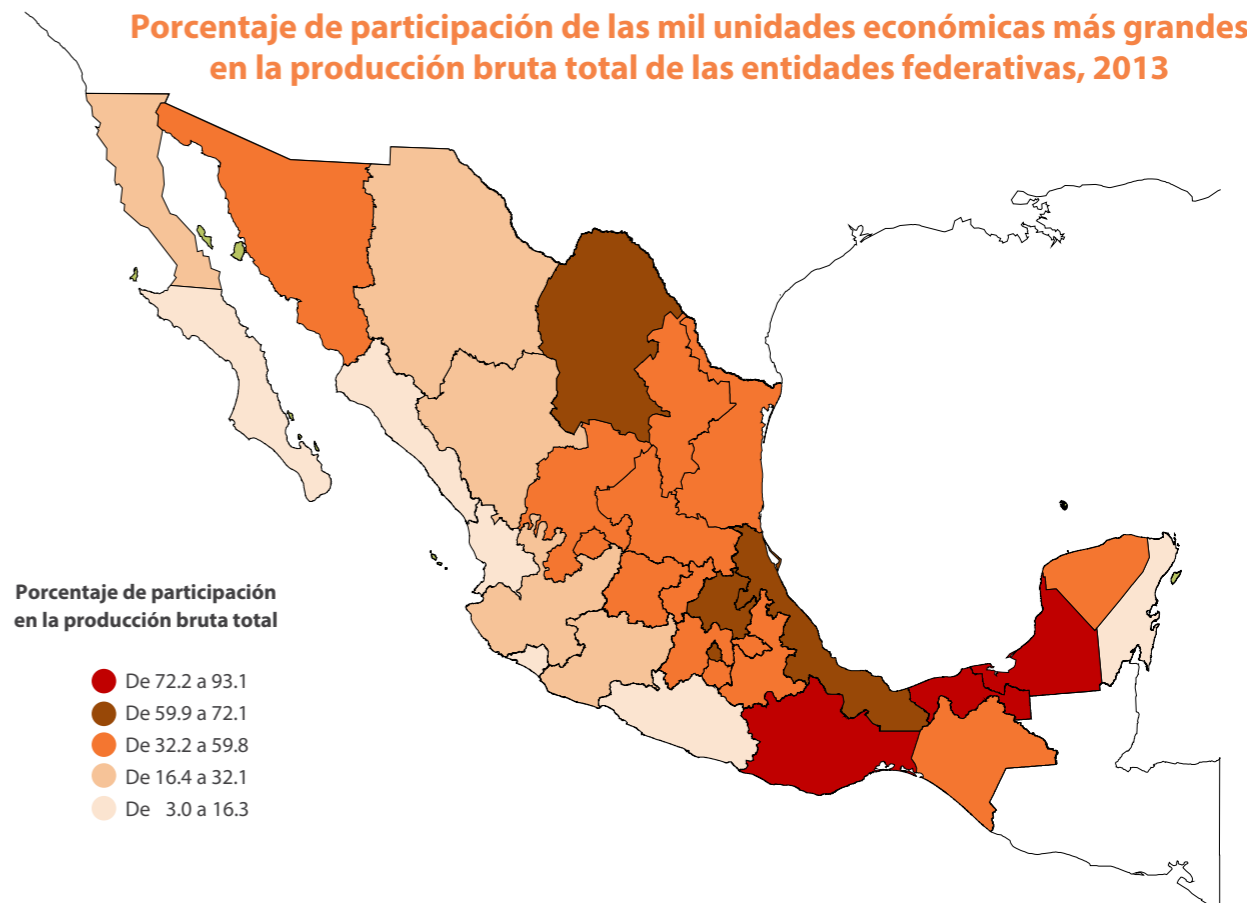 Porcentaje de participación de las mil unidades económicas más grandes
en la producción bruta total de las entidades federativas, 2013
Porcentaje de participación
en la producción bruta total
De 72.2 a 93.1
De 59.9 a 72.1
De 32.2 a 59.8
De 16.4 a 32.1
De 3.0 a 16.3